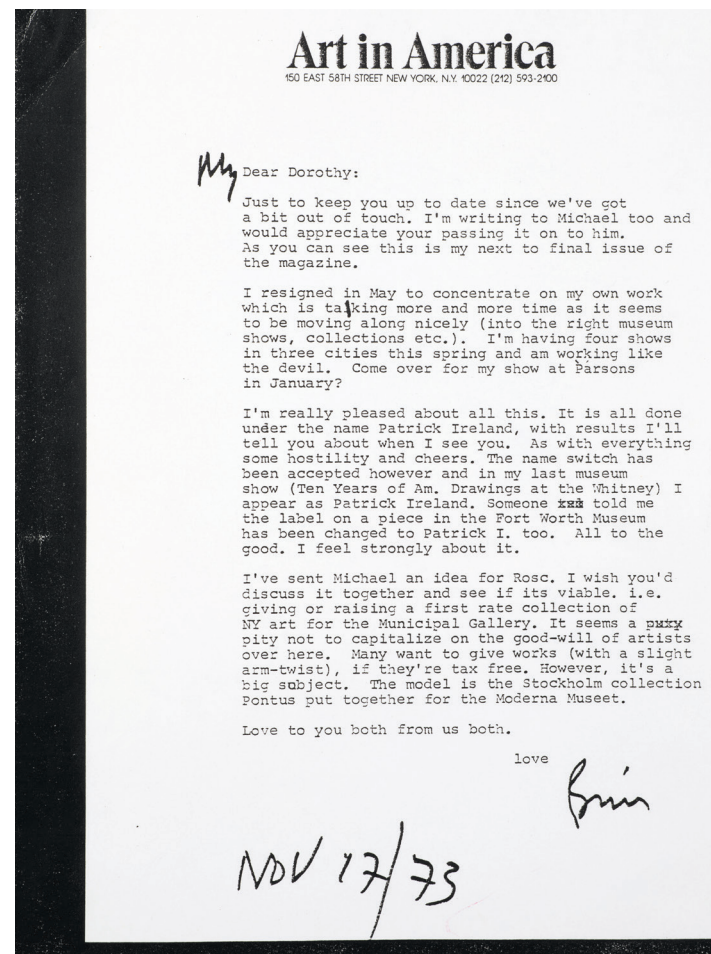 Art in America
150 EAST 58TH STREET NEW YORK, N.Y. 10022 (212) 593-2100
My Dear Dorothy:
Just to keep you up to date since we've got
a bit out of touch. I'm writing to Michael too and
would appreciate your passing it on to him.
As you can see this is my next to final issue of
the magazine.
I resigned in May to concentrate on my own work
which is taking more and more time as it seems
to be moving along nicely (into the right museum
shows, collections etc.). I'm having four shows
in three cities this spring and am working like
the devil. Come over for my show at Parsons
in January?
I'm really pleased about all this. It is all done
under the name Patrick Ireland, with results I'll
tell you about when I see you. As with everything
some hostility and cheers. The name switch has
been accepted however and in my last museum
show (Ten Years of Am. Drawings at the Whitney) I
appear as Patrick Ireland. Someone told me
the label on a piece in the Fort Worth Museum
has been changed to Patrick I. too. All to the
good. I feel strongly about it.
I've sent Michael an idea for Rosc. I wish you'd
discuss it together and see if its viable. i.e.
giving or raising a first rate collection of
NY art for the Municipal Gallery. It seems a
pity not to capitalize on the good-will of artists
over here. Many want to give works (with a slight
arm-twist), if they're tax free. However, it's a
big subject. The model is the Stockholm collection
Pontus put together for the Moderna Museet.
Love to you both from us both.
love
Brian
NOV 17/73